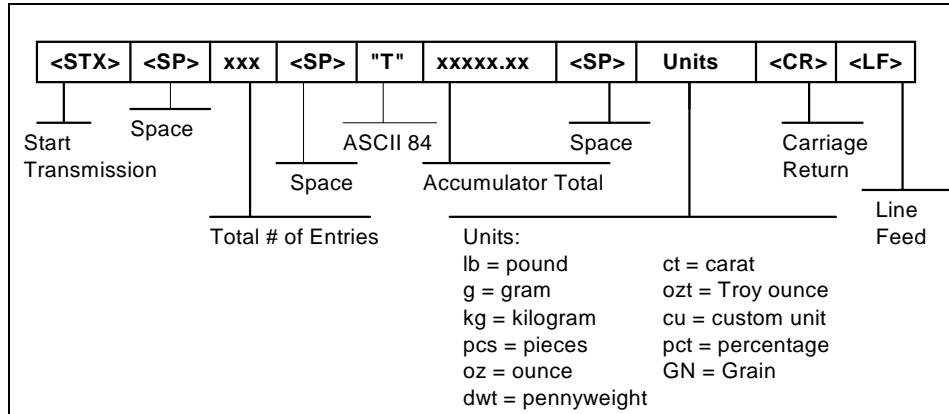 <STX> <SP> xxx <SP> "T" xxxxx.xx <SP> Units <CR> <LF>
Start
Transmission
Space
Total # of Entries
Space
ASCII 84
Accumulator Total
Space
Units:
lb = pound
g = gram
kg = kilogram
pcs = pieces
oz = ounce
dwt = pennyweight
ct = carat
ozt = Troy ounce
cu = custom unit
pct = percentage
GN = Grain
Carriage
Return
Line
Feed